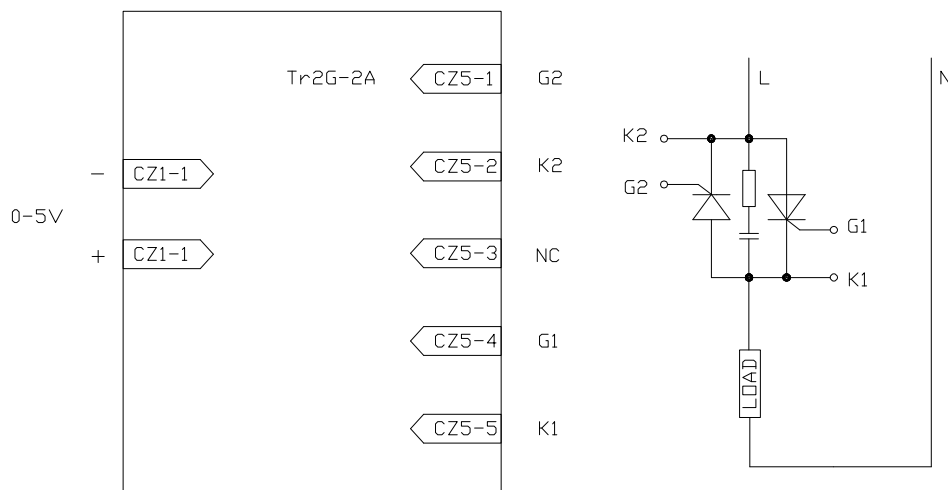 Tr2G-2A
CZ5-1 G2
CZ5-2 K2
CZ5-3 NC
CZ5-4 G1
CZ5-5 K1
- CZ1-1
0-5V
+ CZ1-1
L
N
K2
G2
G1
K1
LOAD